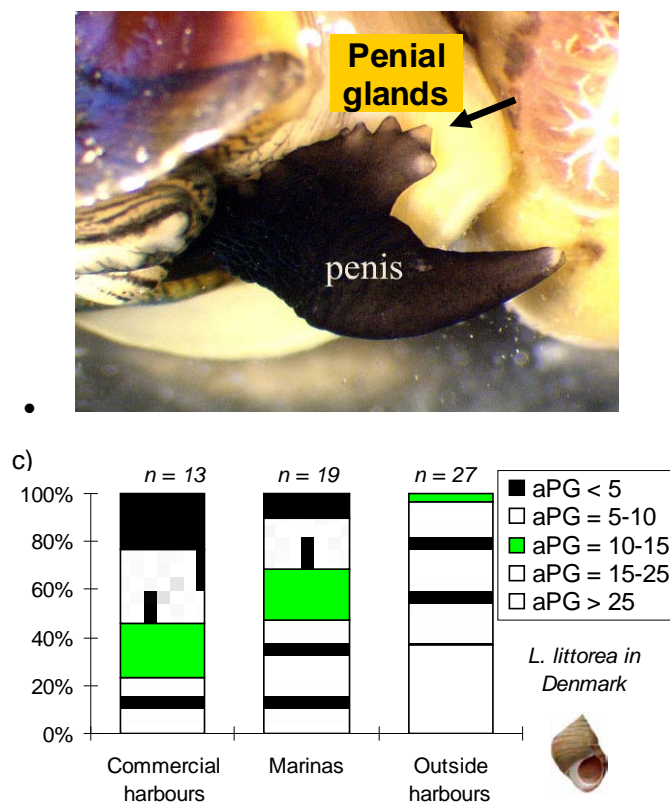 Penial
glands
penis
•
c)
n = 13
n = 19
n = 27
100%
80%
60%
40%
20%
0%
aPG < 5
aPG = 5-10
aPG = 10-15
aPG = 15-25
aPG > 25
L. littorea in
Denmark
Commercial
harbours
Marinas
Outside
harbours